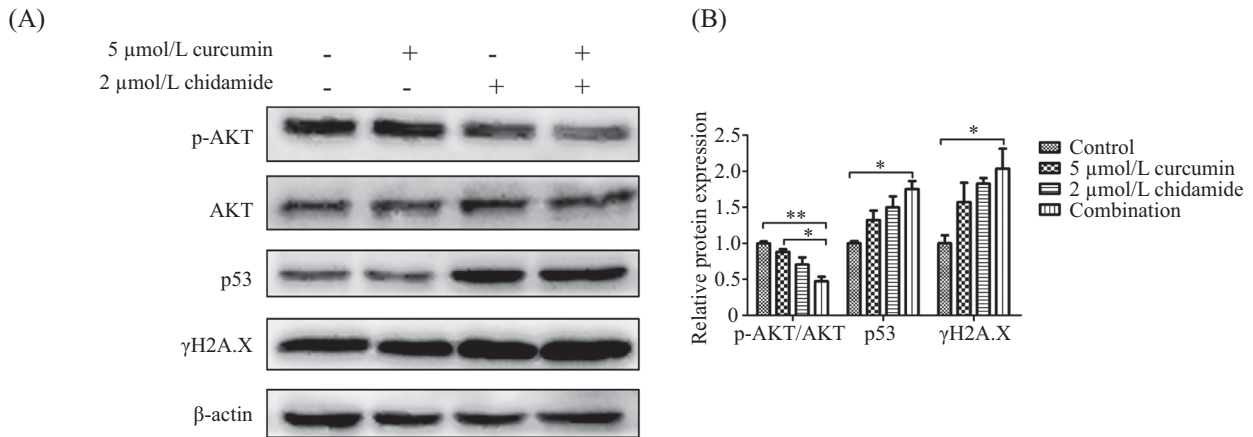 (A)
5 µmol/L curcumin - + - +
2 µmol/L chidamide - - + +
p-AKT
AKT
p53
γH2A.X
β-actin
(B)
Relative protein expression
2.5
2.0
1.5
1.0
0.5
0
** * * *
p-AKT/AKT p53 γH2A.X
Control
5 µmol/L curcumin
2 µmol/L chidamide
Combination